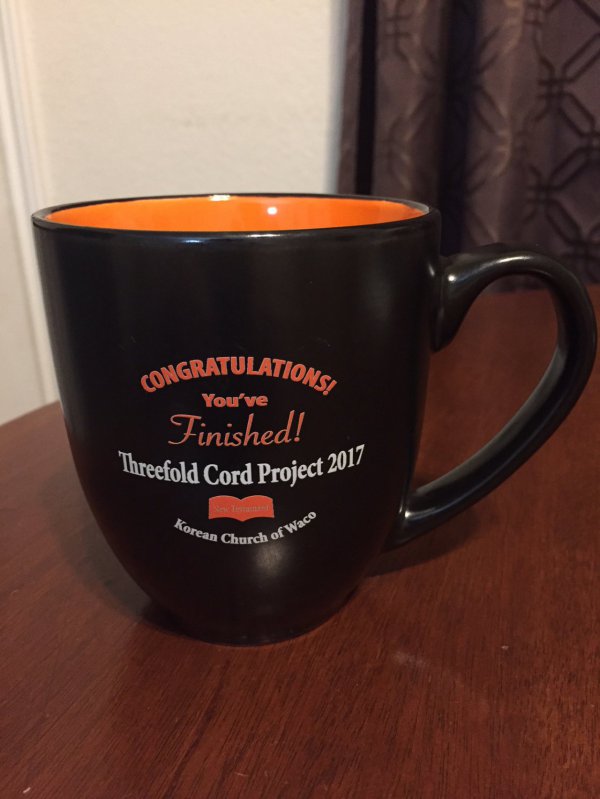 CONGRATULATIONS!
You've
Finished!
Threefold Cord Project 2017
New Testament
Korean Church of Waco